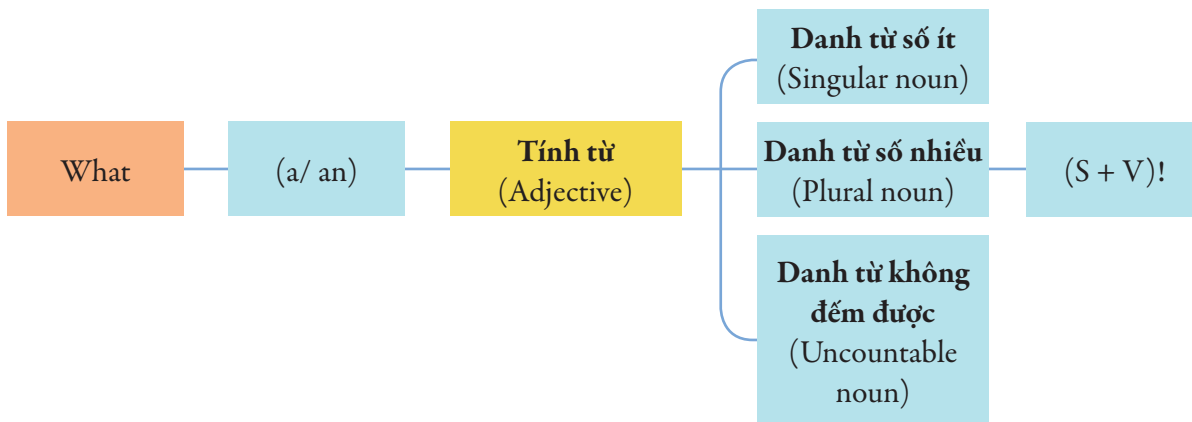 What
(a/ an)
Tính từ
(Adjective)
Danh từ số ít
(Singular noun)
Danh từ số nhiều
(Plural noun)
Danh từ không
đếm được
(Uncountable
noun)
(S + V)!